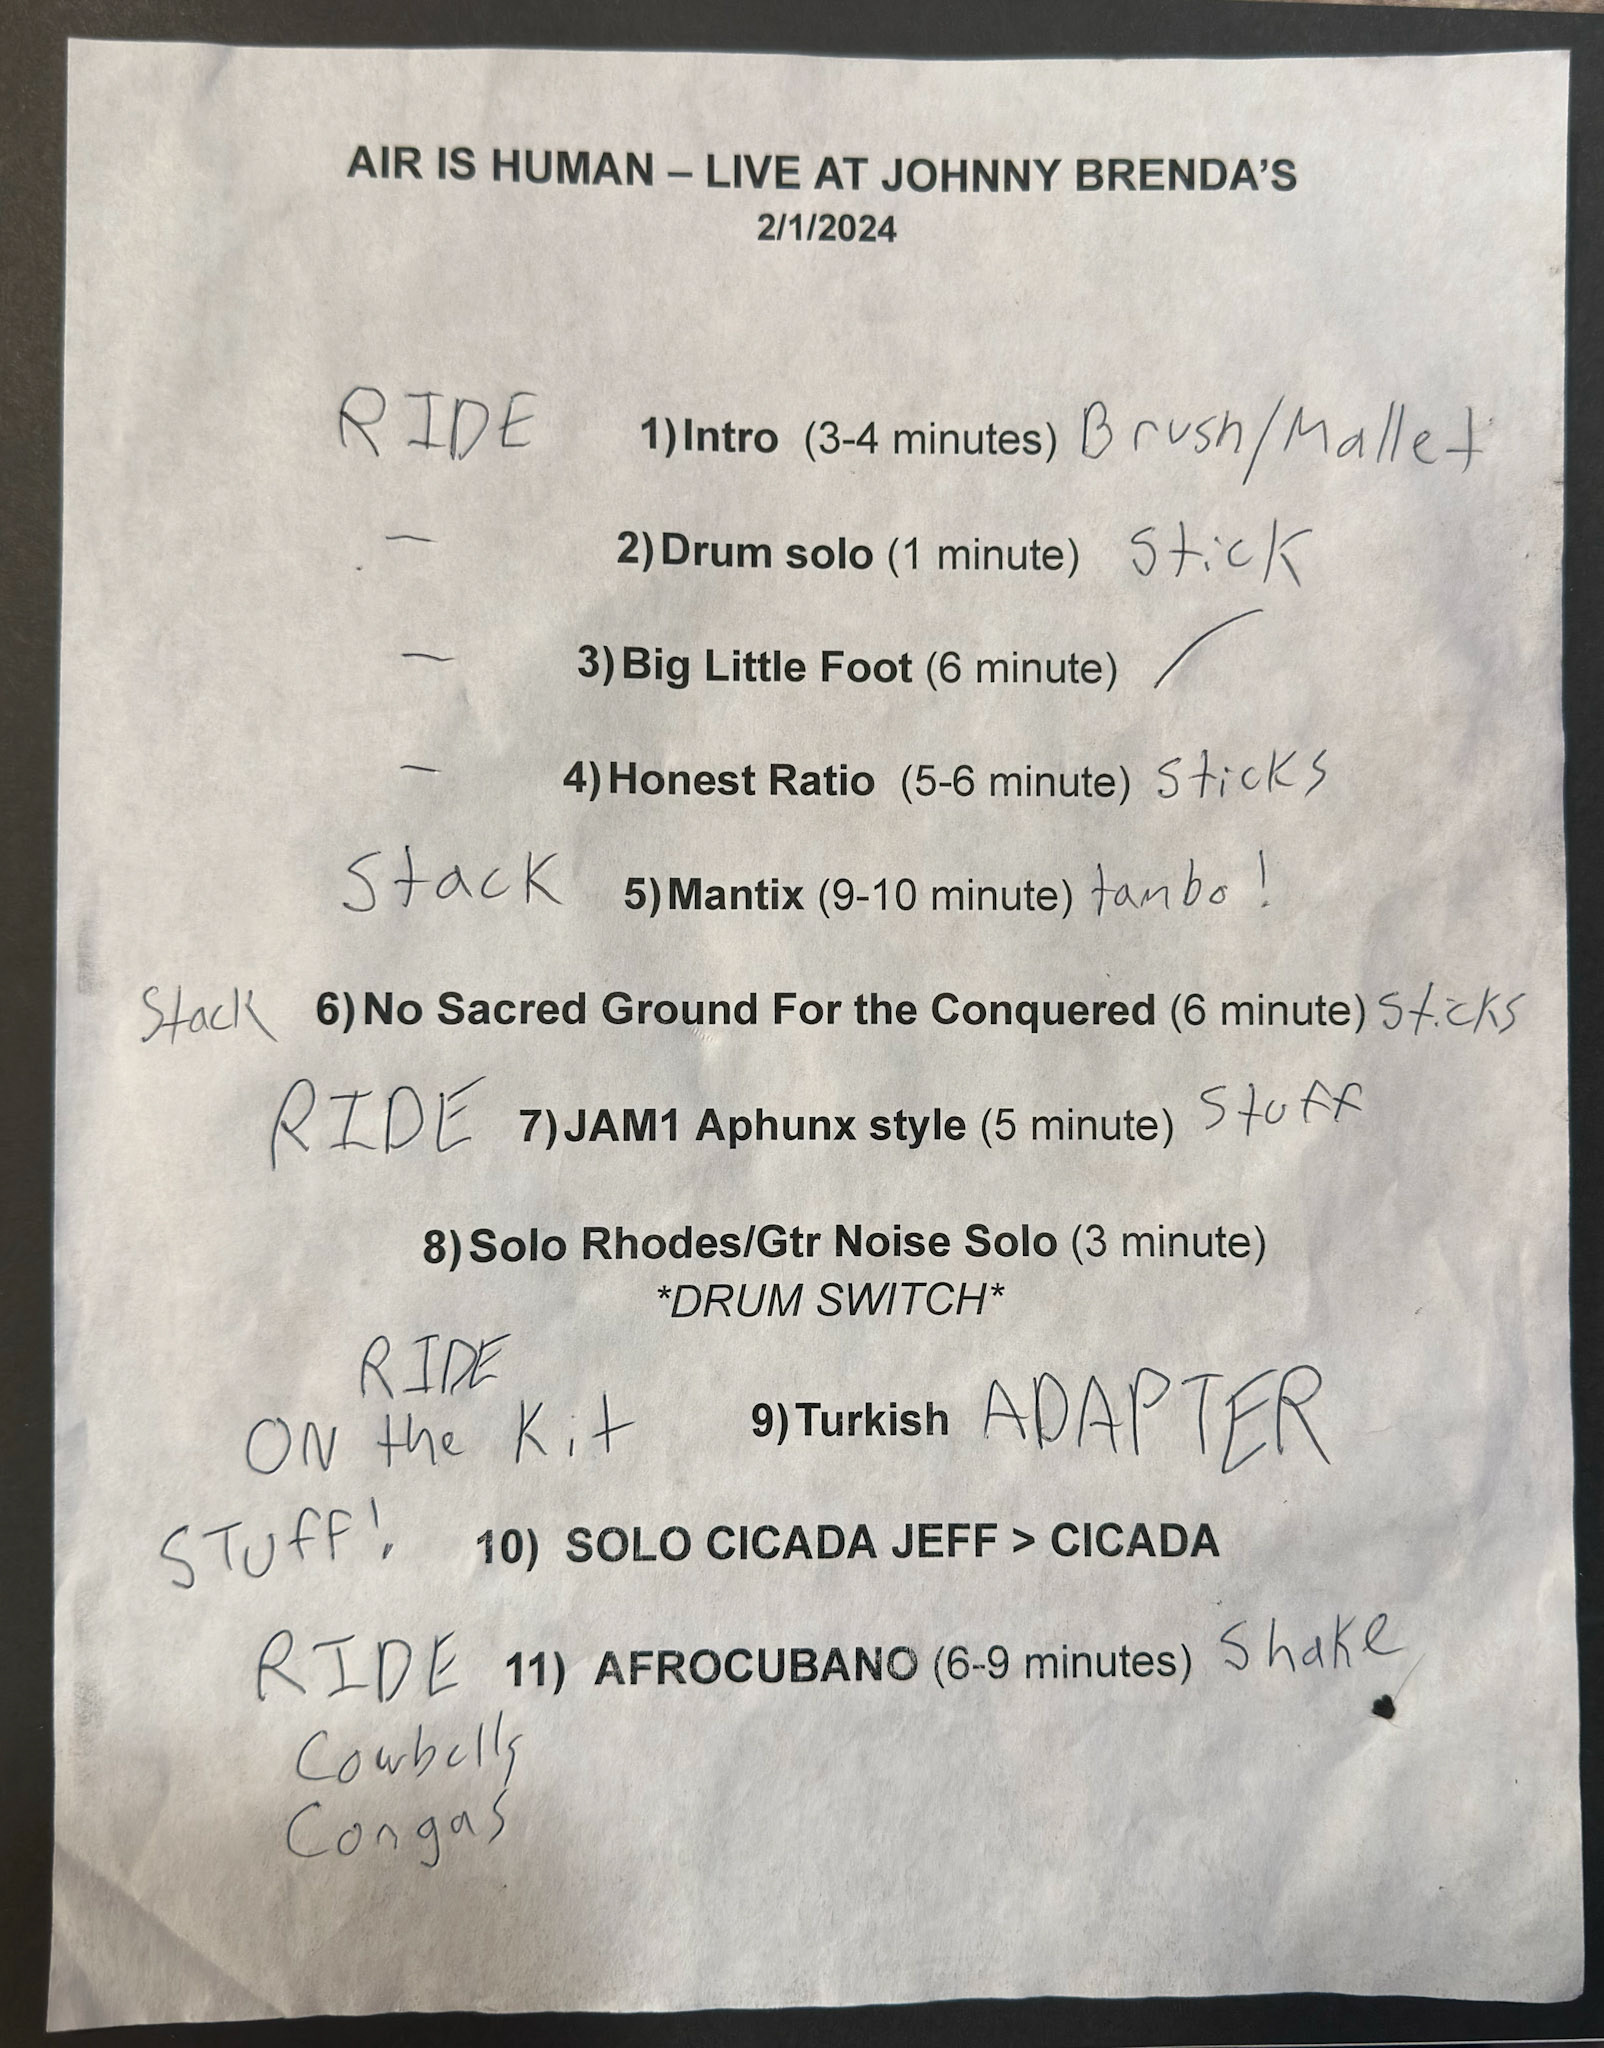 AIR IS HUMAN – LIVE AT JOHNNY BRENDA’S
2/1/2024
RIDE 1) Intro (3-4 minutes) Brush/Mallet
– 2) Drum solo (1 minute) Stick
– 3) Big Little Foot (6 minute) /
– 4) Honest Ratio (5-6 minute) Sticks
Stack 5) Mantix (9-10 minute) tambo!
Stack 6) No Sacred Ground For the Conquered (6 minute) Sticks
RIDE 7) JAM1 Aphunx style (5 minute) Stuff
8) Solo Rhodes/Gtr Noise Solo (3 minute)
*DRUM SWITCH*
RIDE
ON the Kit 9) Turkish ADAPTER
STUFF! 10) SOLO CICADA JEFF > CICADA
RIDE 11) AFROCUBANO (6-9 minutes) Shake
Cowbells
Congas